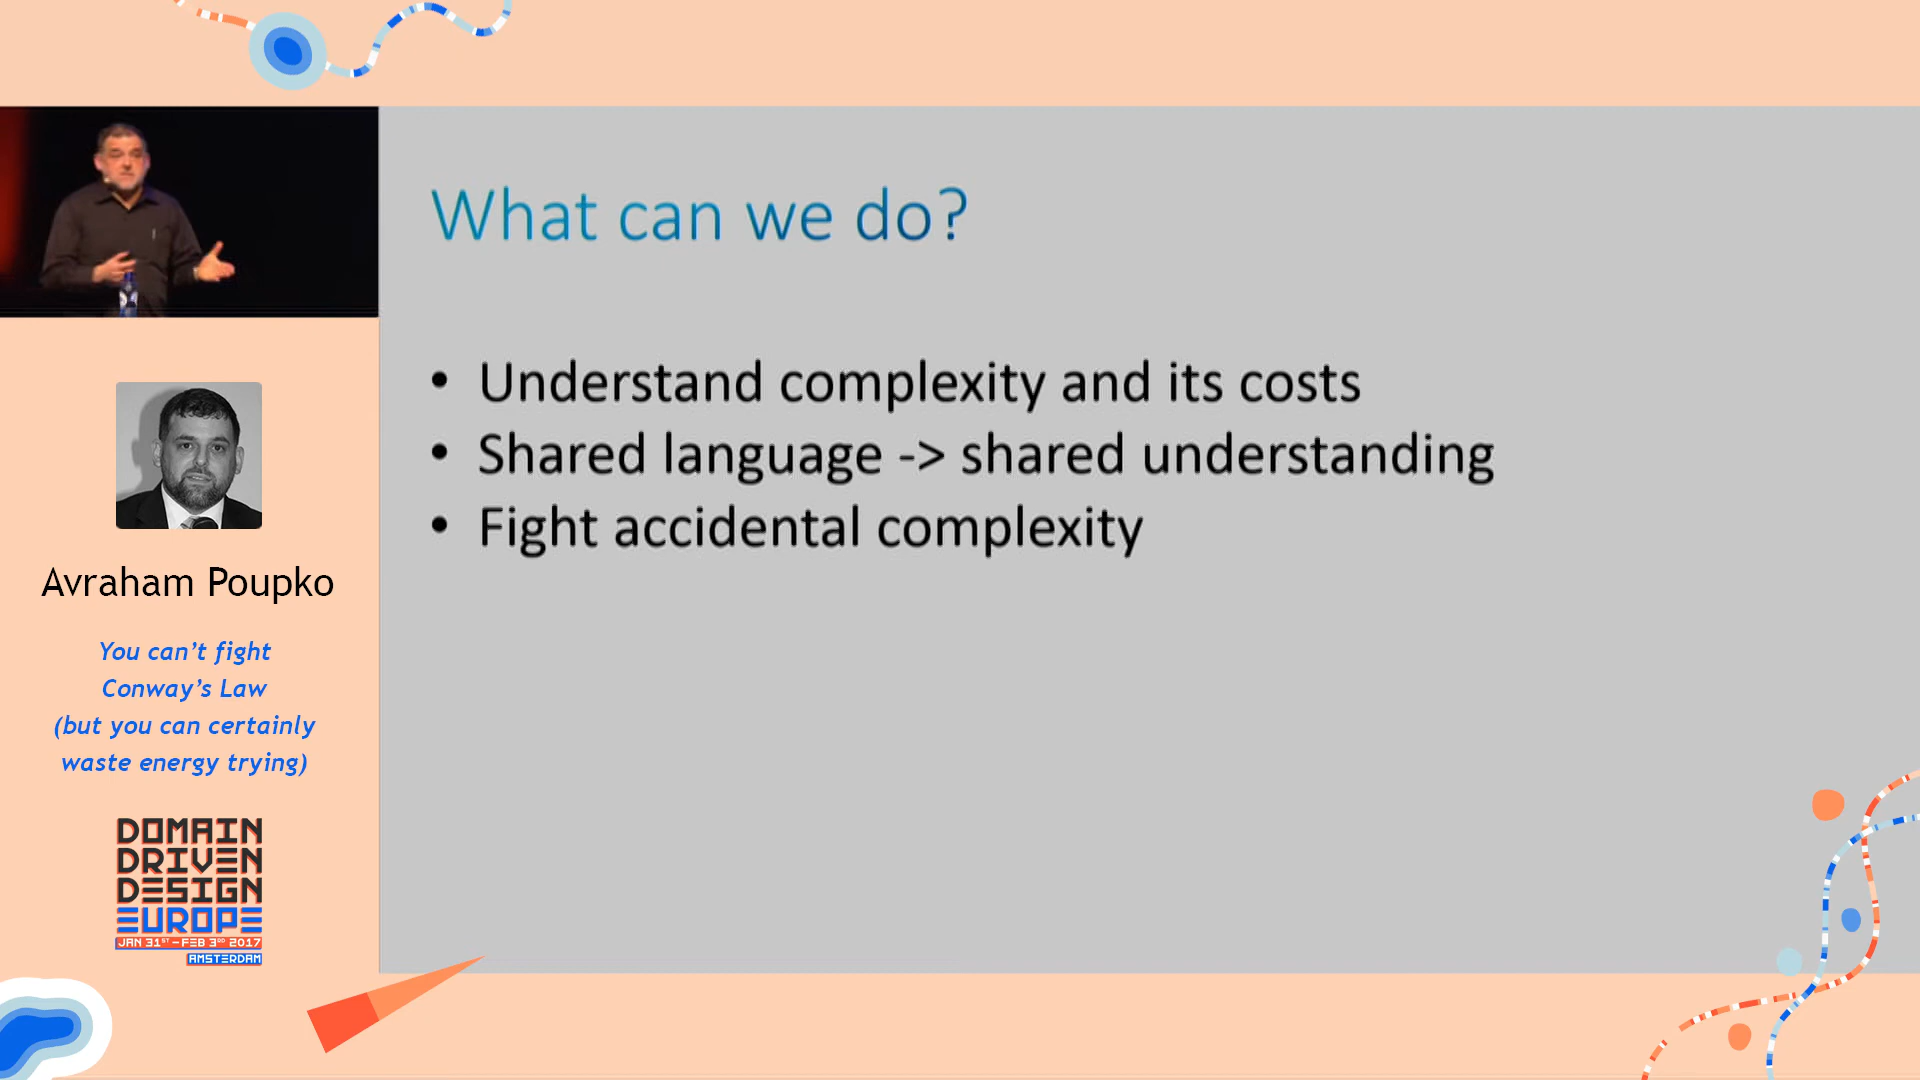 What can we do?
• Understand complexity and its costs
• Shared language -> shared understanding
• Fight accidental complexity
Avraham Poupko
You can’t fight
Conway’s Law
(but you can certainly
waste energy trying)
DOMAIN
DRIVEN
DESIGN
EUROPE
JAN 31ST – FEB 3RD 2017
AMSTERDAM